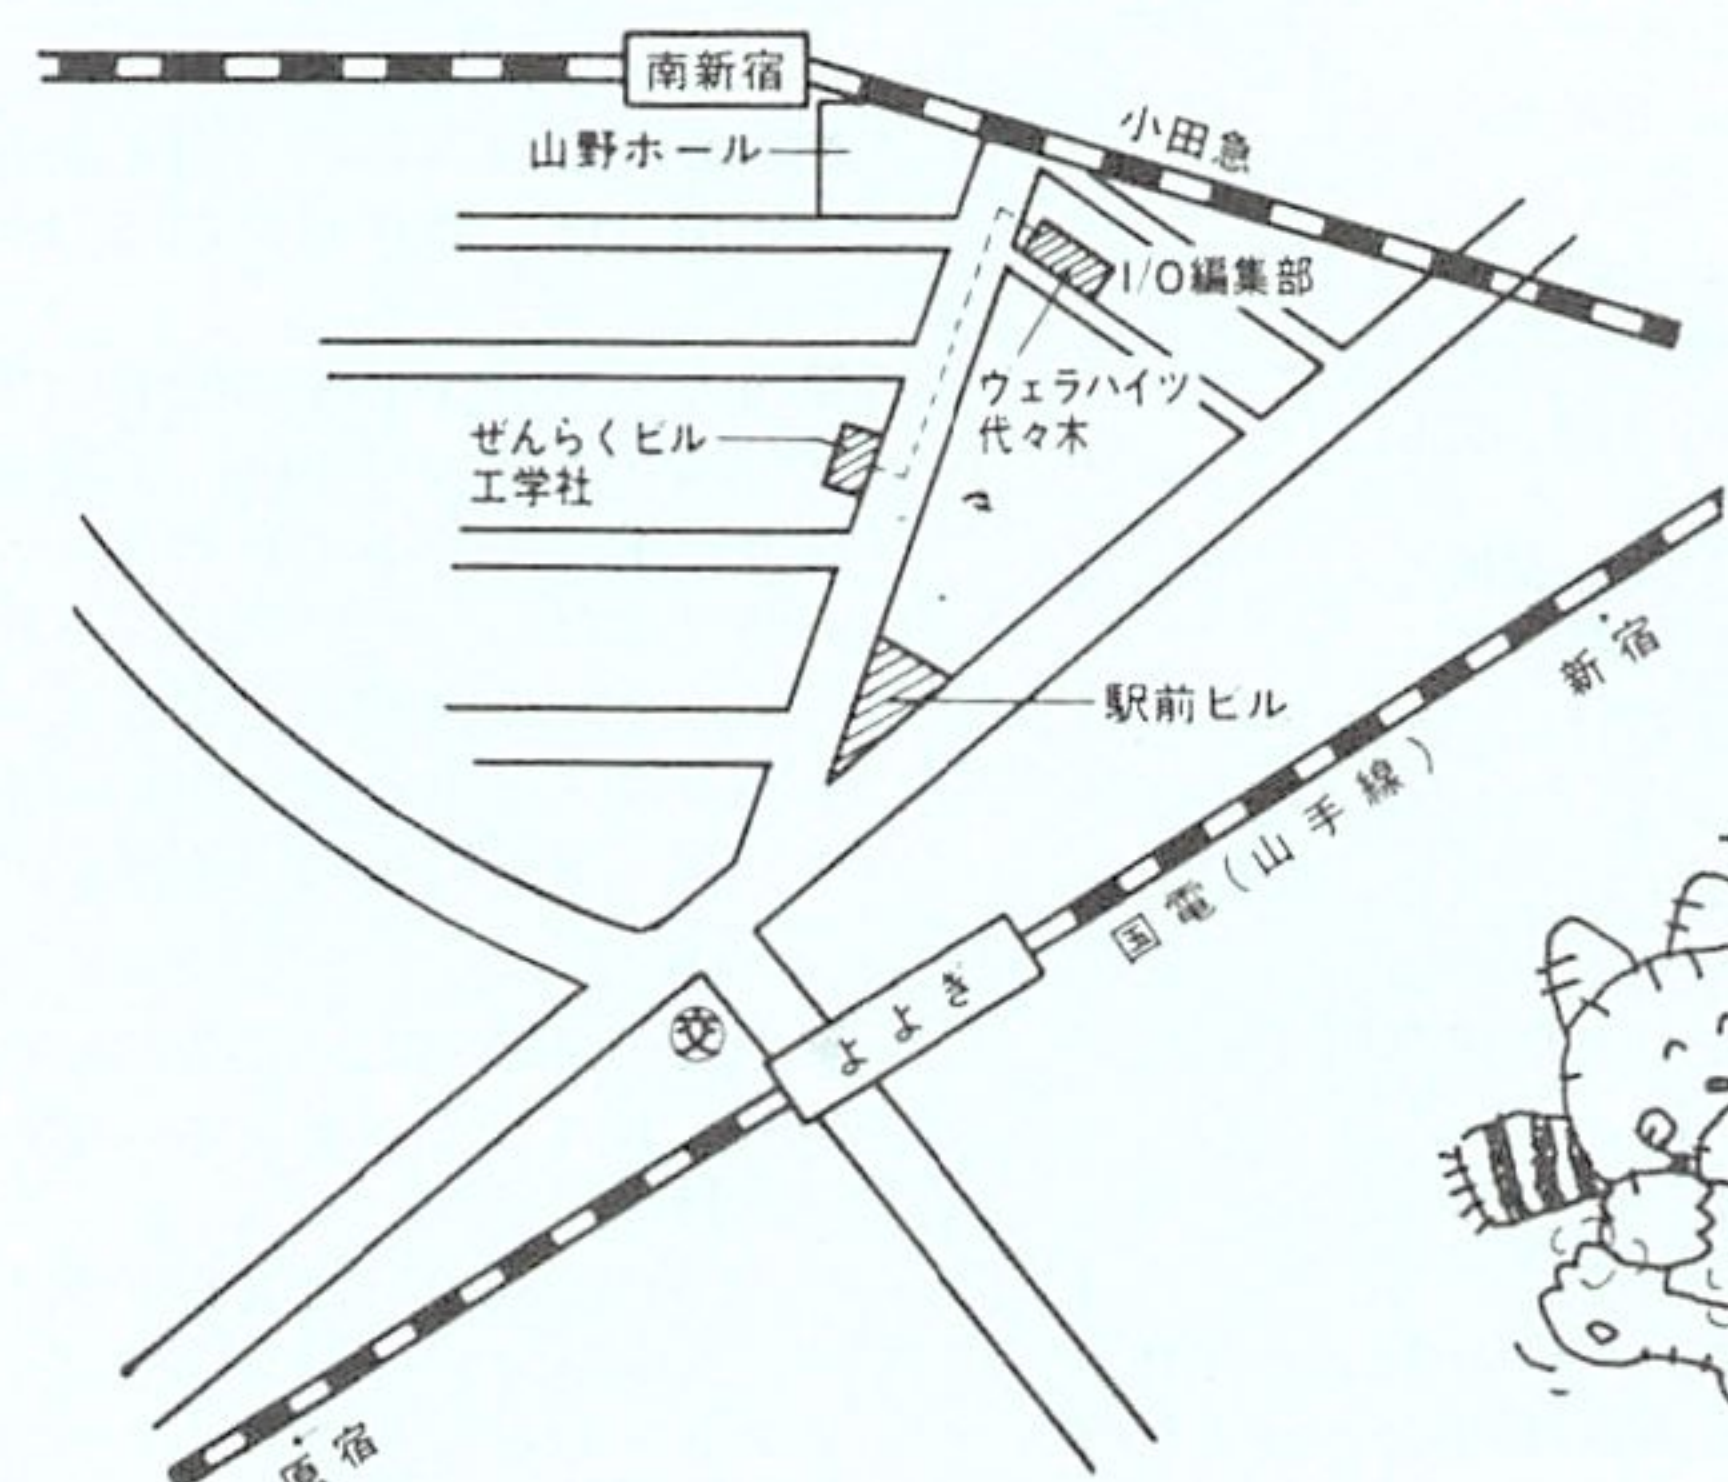 南新宿
小田急
山野ホール
I/O編集部
ウェラハイツ
代々木
ぜんらくビル
工学社
駅前ビル
新宿
国電(山手線)
よよぎ
交
原宿